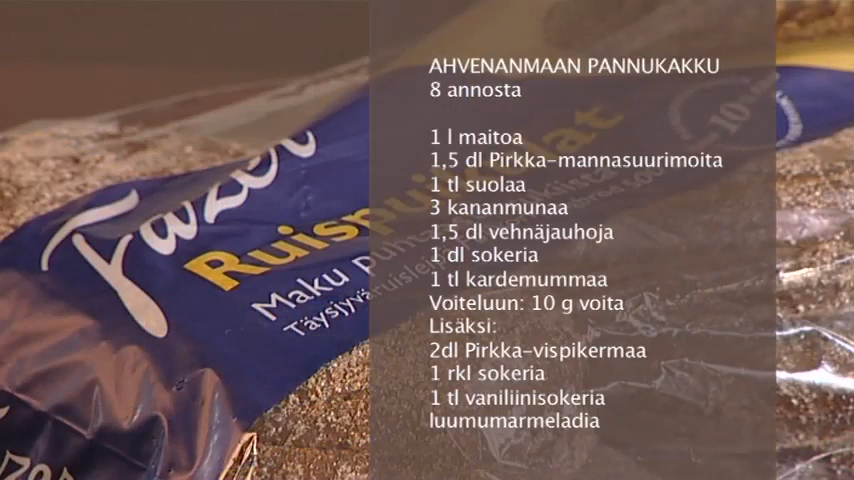 AHVENANMAAN PANNUKAKKU
8 annosta
1 l maitoa
1,5 dl Pirkka-mannasuurimoita
1 tl suolaa
3 kananmunaa
1,5 dl vehnäjauhoja
1 dl sokeria
1 tl kardemummaa
Voiteluun: 10 g voita
Lisäksi:
2dl Pirkka-vispikermaa
1 rkl sokeria
1 tl vaniliinisokeria
luumumarmeladia
Fazer
Ruispuikulat
Maku